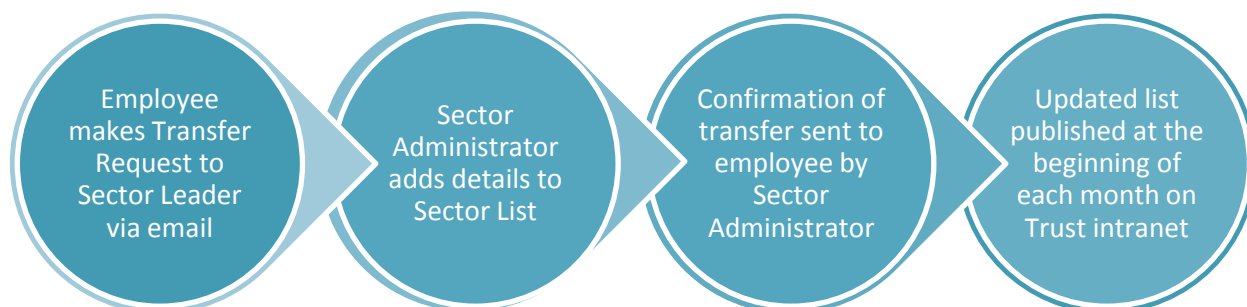 Employee
makes Transfer
Request to
Sector Leader
via email
Sector
Administrator
adds details to
Sector List
Confirmation of
transfer sent to
employee by
Sector
Administrator
Updated list
published at the
beginning of
each month on
Trust intranet